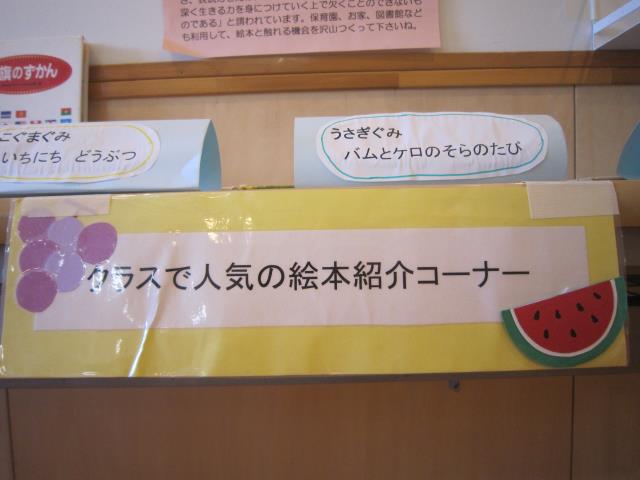 深く生きる力を身につけていく上で欠くことのできないも
のである」と謂われています。保育園、お家、図書館など
も利用して、絵本と触れる機会を沢山つくって下さいね。
旗のずかん
こぐまぐみ
いちにち どうぶつ
うさぎぐみ
バムとケロのそらのたび
クラスで人気の絵本紹介コーナー